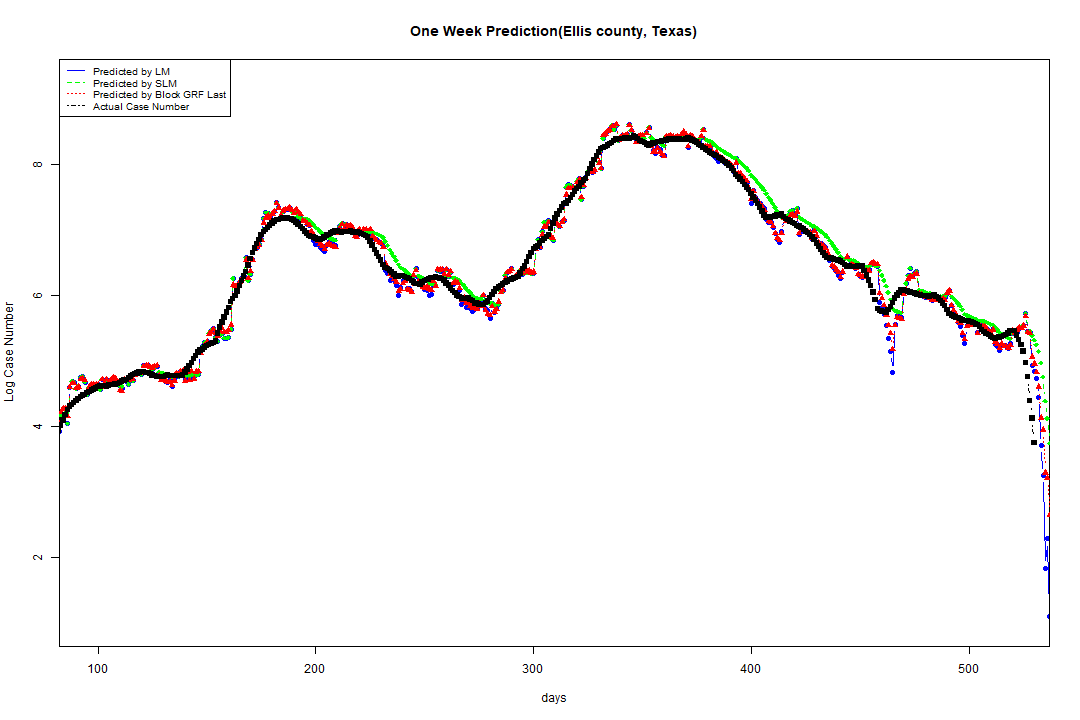 One Week Prediction(Ellis county, Texas)
Predicted by LM
Predicted by SLM
Predicted by Block GRF Last
Actual Case Number
8
6
4
2
Log Case Number
100 200 300 400 500
days